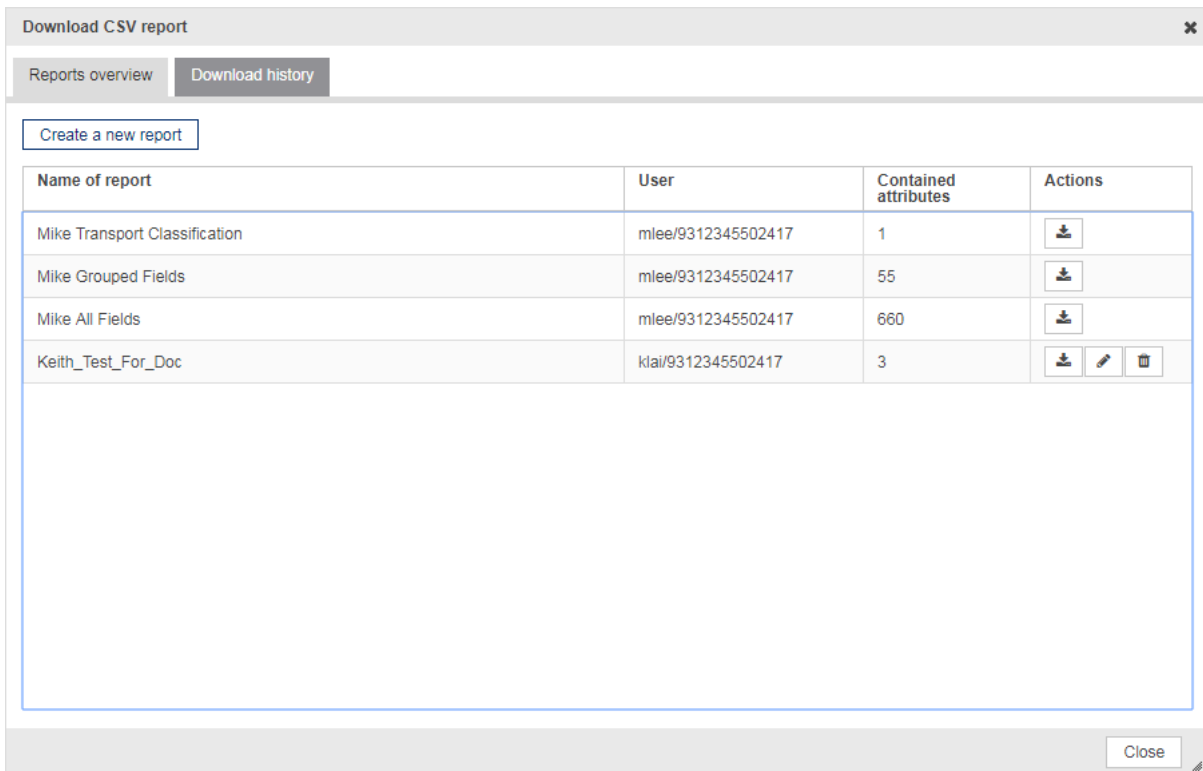 Download CSV report
Reports overview Download history
Create a new report
Name of report User Contained attributes Actions
Mike Transport Classification mlee/9312345502417 1
Mike Grouped Fields mlee/9312345502417 55
Mike All Fields mlee/9312345502417 660
Keith_Test_For_Doc klai/9312345502417 3
Close